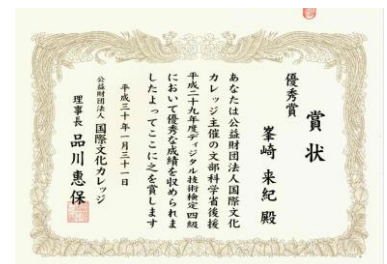 賞状
優秀賞
峯崎 来紀 殿
あなたは公益財団法人国際文化
カレッジ主催の文部科学省後援
平成二十九年度ディジタル技術検定四級
において優秀な成績を収められま
したよってここに之を賞します
平成三十年一月三十一日
公益財団法人 国際文化カレッジ
理事長 品川惠保